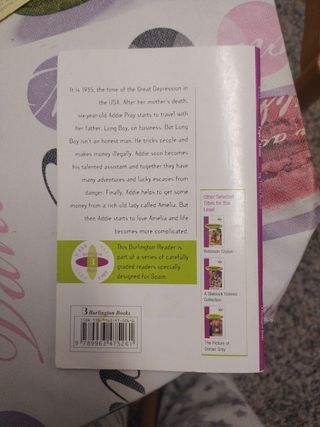 It is 1935, the time of the Great Depression in
the USA. After her mother's death,
six-year-old Addie Pray starts to travel with
her father, Long Boy, on business. But Long
Boy isn't an honest man. He tricks people and
makes money illegally. Addie soon becomes
his talented assistant and together they have
many adventures and lucky escapes from
danger. Finally, Addie helps to get some
money from a rich old lady called Amelia. But
then Addie starts to love Amelia and life
becomes more complicated.
This Burlington Reader is
part of a series of carefully
graded readers specially
designed for Spain.
3
Other Selected
Titles for this
Level
Robinson Crusoe
A Sherlock Holmes
Collection
The Picture of
Dorian Gray
Burlington Books
9 789963 475261